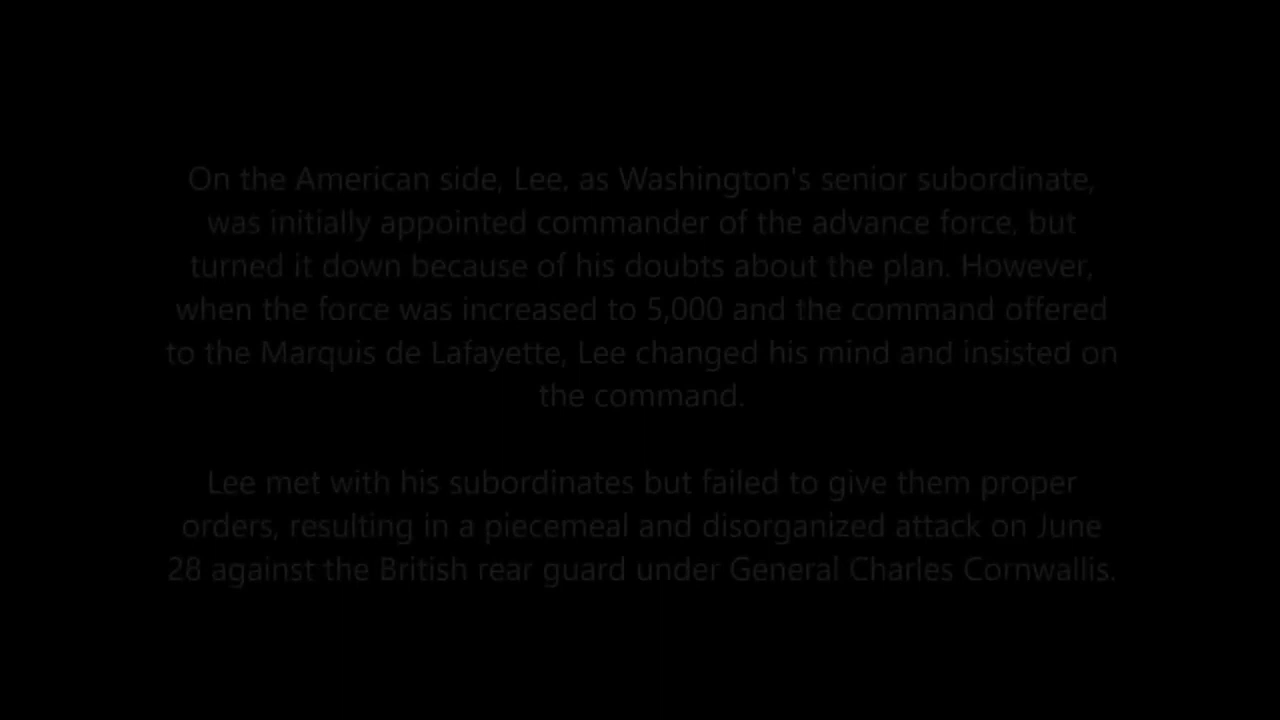 On the American side, Lee, as Washington's senior subordinate,
was initially appointed commander of the advance force, but
turned it down because of his doubts about the plan. However,
when the force was increased to 5,000 and the command offered
to the Marquis de Lafayette, Lee changed his mind and insisted on
the command.
Lee met with his subordinates but failed to give them proper
orders, resulting in a piecemeal and disorganized attack on June
28 against the British rear guard under General Charles Cornwallis.